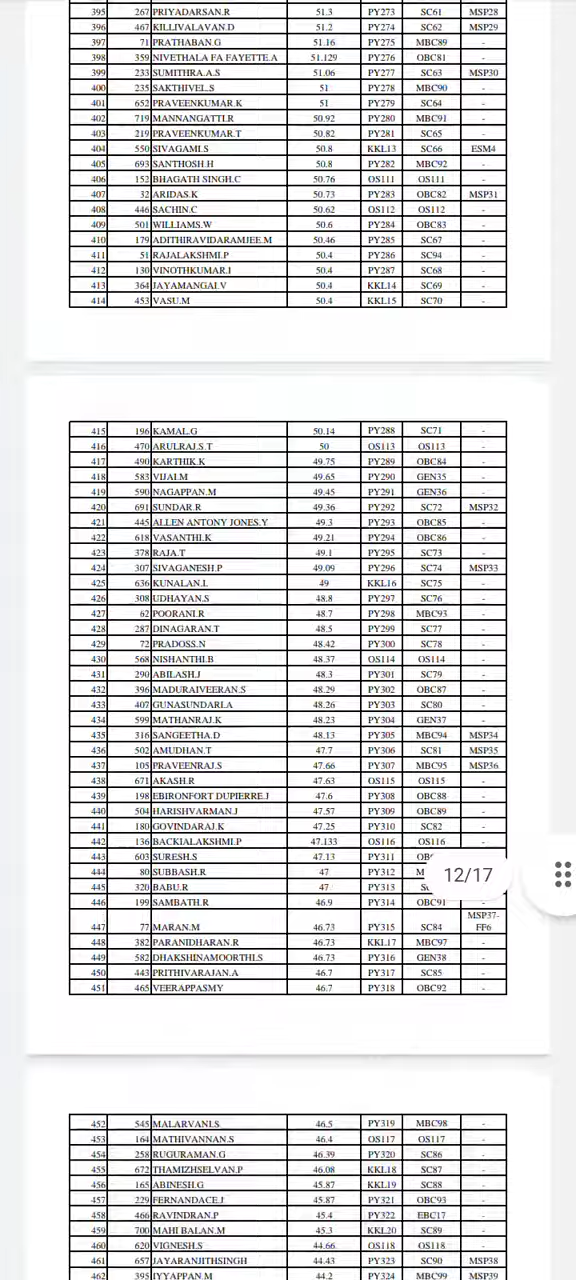 395 267 PRIYADARSAN.R 51.3 PY273 SC61 MSP28
396 467 KILLIVALAVAN.D 51.2 PY274 SC62 MSP29
397 71 PRATHABAN.G 51.16 PY275 MBC89 -
398 359 NIVETHALA FA FAYETTE.A 51.129 PY276 OBC81 -
399 233 SUMITHRA.A.S 51.06 PY277 SC63 MSP30
400 235 SAKTHIVEL.S 51 PY278 MBC90 -
401 652 PRAVEENKUMAR.K 51 PY279 SC64 -
402 719 MANNANGATTI.R 50.92 PY280 MBC91 -
403 219 PRAVEENKUMAR.T 50.82 PY281 SC65 -
404 550 SIVAGAMI.S 50.8 KKL13 SC66 ESM4
405 693 SANTHOSH.H 50.8 PY282 MBC92 -
406 152 BHAGATH SINGH.C 50.76 OS111 OS111 -
407 32 ARIDAS.K 50.73 PY283 OBC82 MSP31
408 446 SACHIN.C 50.62 OS112 OS112 -
409 501 WILLIAMS.W 50.6 PY284 OBC83 -
410 179 ADITHIRAVIDARAMJEE.M 50.46 PY285 SC67 -
411 51 RAJALAKSHMI.P 50.4 PY286 SC94 -
412 130 VINOTHKUMAR.I 50.4 PY287 SC68 -
413 364 JAYAMANGAI.V 50.4 KKL14 SC69 -
414 453 VASU.M 50.4 KKL15 SC70 -
415 196 KAMAL.G 50.14 PY288 SC71 -
416 470 ARULRAJ.S.T 50 OS113 OS113 -
417 490 KARTHIK.K 49.75 PY289 OBC84 -
418 583 VIJAI.M 49.65 PY290 GEN35 -
419 590 NAGAPPAN.M 49.45 PY291 GEN36 -
420 691 SUNDAR.R 49.36 PY292 SC72 MSP32
421 445 ALLEN ANTONY JONES.Y 49.3 PY293 OBC85 -
422 618 VASANTHI.K 49.21 PY294 OBC86 -
423 378 RAJA.T 49.1 PY295 SC73 -
424 307 SIVAGANESH.P 49.09 PY296 SC74 MSP33
425 636 KUNALAN.L 49 KKL16 SC75 -
426 308 UDHAYAN.S 48.8 PY297 SC76 -
427 62 POORANI.R 48.7 PY298 MBC93 -
428 287 DINAGARAN.T 48.5 PY299 SC77 -
429 72 PRADOSS.N 48.42 PY300 SC78 -
430 568 NISHANTHI.B 48.37 OS114 OS114 -
431 290 ABILASH.J 48.3 PY301 SC79 -
432 396 MADURAIVEERAN.S 48.29 PY302 OBC87 -
433 407 GUNASUNDARI.A 48.26 PY303 SC80 -
434 599 MATHANRAJ.K 48.23 PY304 GEN37 -
435 316 SANGEETHA.D 48.13 PY305 MBC94 MSP34
436 502 AMUDHAN.T 47.7 PY306 SC81 MSP35
437 105 PRAVEENRAJ.S 47.66 PY307 MBC95 MSP36
438 671 AKASH.R 47.63 OS115 OS115 -
439 198 EBIRONFORT DUPIERRE.J 47.6 PY308 OBC88 -
440 504 HARISHVARMAN.J 47.57 PY309 OBC89 -
441 180 GOVINDARAJ.K 47.25 PY310 SC82 -
442 136 BACKIALAKSHMI.P 47.133 OS116 OS116 -
443 603 SURESH.S 47.13 PY311
444 80 SUBBASH.R 47 PY312
12/17
445 320 BABU.R 47 PY313 -
446 199 SAMBATH.R 46.9 PY314 OBC91 -
447 77 MARAN.M 46.73 PY315 SC84 MSP37-
FF6
448 382 PARANIDHARAN.R 46.73 KKL17 MBC97 -
449 582 DHAKSHINAMOORTHI.S 46.73 PY316 GEN38 -
450 443 PRITHIVARAJAN.A 46.7 PY317 SC85 -
451 465 VEERAPPASMY 46.7 PY318 OBC92 -
452 545 MALARVANI.S 46.5 PY319 MBC98 -
453 164 MATHIVANNAN.S 46.4 OS117 OS117 -
454 258 RUGURAMAN.G 46.39 PY320 SC86 -
455 672 THAMIZHSELVAN.P 46.08 KKL18 SC87 -
456 165 ABINESH.G 45.87 KKL19 SC88 -
457 229 FERNANDACE.J 45.87 PY321 OBC93 -
458 466 RAVINDRAN.P 45.4 PY322 EBC17 -
459 700 MAHI BALAN.M 45.3 KKL20 SC89 -
460 620 VIGNESH.S 44.66 OS118 OS118 -
461 657 JAYARANJITHSINGH 44.43 PY323 SC90 MSP38
462 395 IYYAPPAN.M 44.2 PY324 MBC99 MSP39